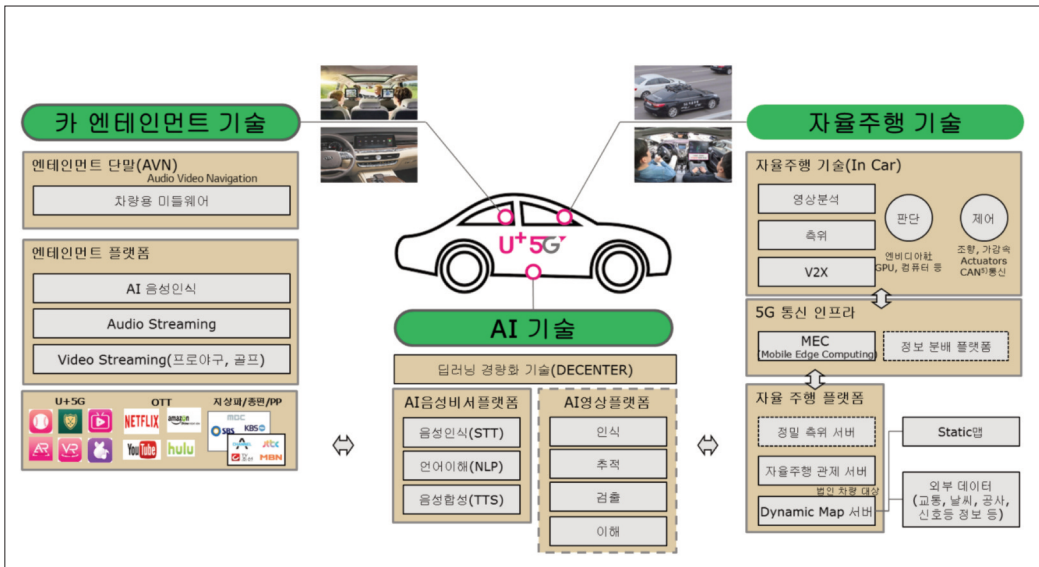 카 엔테인먼트 기술
엔테인먼트 단말(AVN)
Audio Video Navigation
차량용 미들웨어
엔테인먼트 플랫폼
AI 음성인식
Audio Streaming
Video Streaming(프로야구, 골프)
U+5G
OTT
지상파/종편/PP
NETFLIX
amazon
YouTube
hulu
AR
VR
MBC
SBS
KBS
jtbc
MBN
U+5G
AI 기술
딥러닝 경량화 기술(DECENTER)
AI음성비서플랫폼
음성인식(STT)
언어이해(NLP)
음성합성(TTS)
AI영상플랫폼
인식
추적
검출
이해
자율주행 기술
자율주행 기술(In Car)
영상분석
측위
V2X
판단
엔비디아社
GPU, 컴퓨터 등
제어
조향, 가감속
Actuators
CAN⁵⁾통신
5G 통신 인프라
MEC
(Mobile Edge Computing)
정보 분배 플랫폼
자율 주행 플랫폼
정밀 측위 서버
자율주행 관제 서버
법인 차량 대상
Dynamic Map 서버
Static맵
외부 데이터
(교통, 날씨, 공사,
신호등 정보 등)